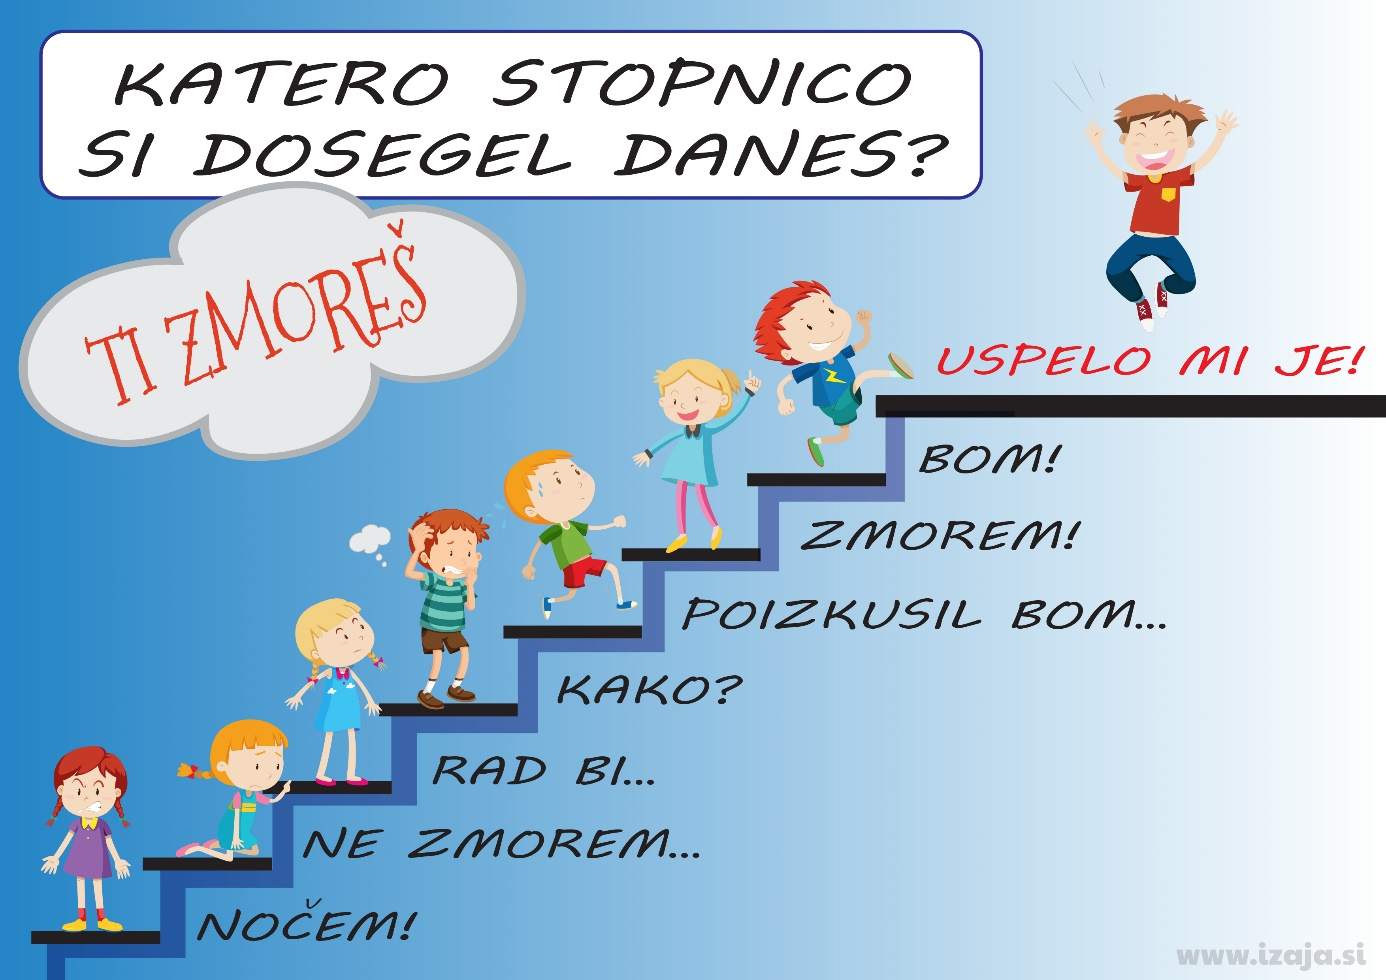 KATERO STOPNICO
SI DOSEGEL DANES?
TI ZMOREŠ
USPELO MI JE!
BOM!
ZMOREM!
POIZKUSIL BOM...
KAKO?
RAD BI...
NE ZMOREM...
NOČEM!
www.izaja.si